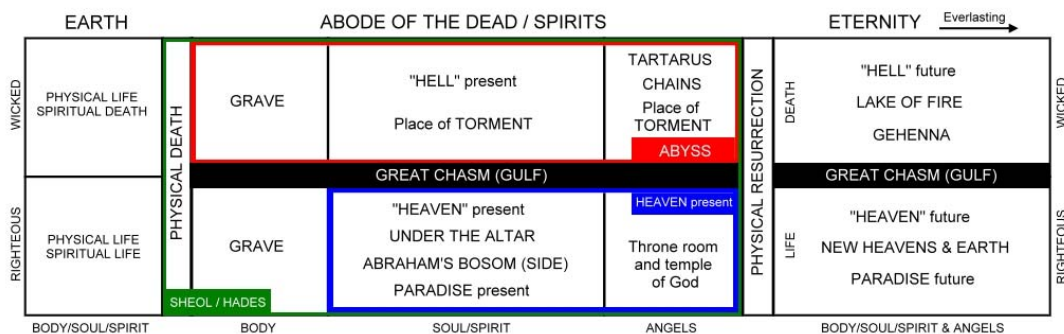 EARTH
ABODE OF THE DEAD / SPIRITS
ETERNITY
Everlasting
WICKED
PHYSICAL LIFE
SPIRITUAL DEATH
RIGHTEOUS
PHYSICAL LIFE
SPIRITUAL LIFE
PHYSICAL DEATH
GRAVE
"HELL" present
Place of TORMENT
TARTARUS
CHAINS
Place of
TORMENT
ABYSS
GREAT CHASM (GULF)
GRAVE
SHEOL / HADES
"HEAVEN" present
UNDER THE ALTAR
ABRAHAM'S BOSOM (SIDE)
PARADISE present
HEAVEN present
Throne room
and temple
of God
PHYSICAL RESURRECTION
DEATH
"HELL" future
LAKE OF FIRE
GEHENNA
WICKED
GREAT CHASM (GULF)
LIFE
"HEAVEN" future
NEW HEAVENS & EARTH
PARADISE future
RIGHTEOUS
BODY/SOUL/SPIRIT
BODY
SOUL/SPIRIT
ANGELS
BODY/SOUL/SPIRIT & ANGELS